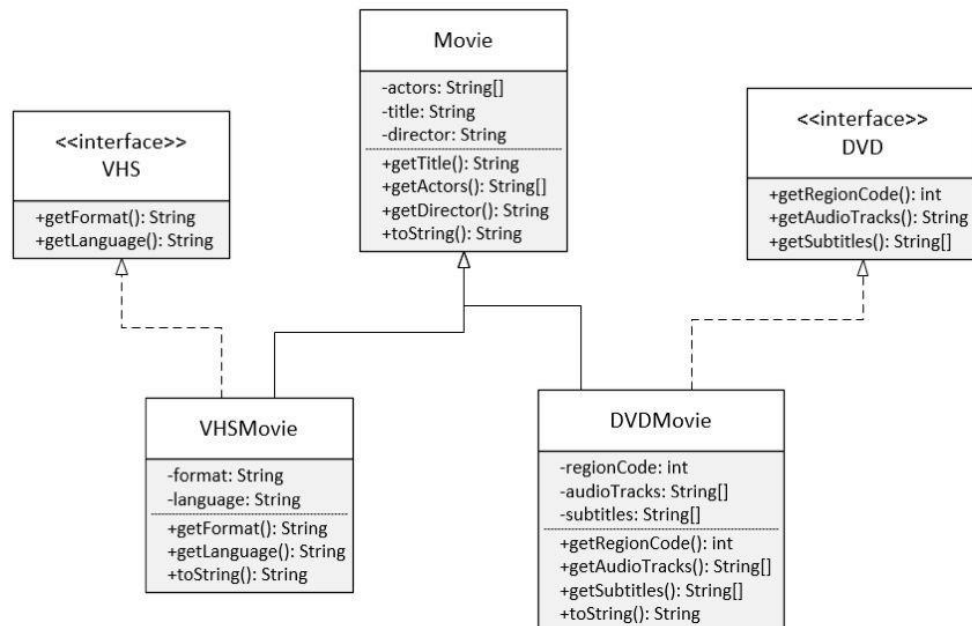 Movie
-actors: String[]
-title: String
-director: String
+getTitle(): String
+getActors(): String[]
+getDirector(): String
+toString(): String
<<interface>>
VHS
+getFormat(): String
+getLanguage(): String
<<interface>>
DVD
+getRegionCode(): int
+getAudioTracks(): String
+getSubtitles(): String[]
VHSMovie
-format: String
-language: String
+getFormat(): String
+getLanguage(): String
+toString(): String
DVDMovie
-regionCode: int
-audioTracks: String[]
-subtitles: String[]
+getRegionCode(): int
+getAudioTracks(): String[]
+getSubtitles(): String[]
+toString(): String